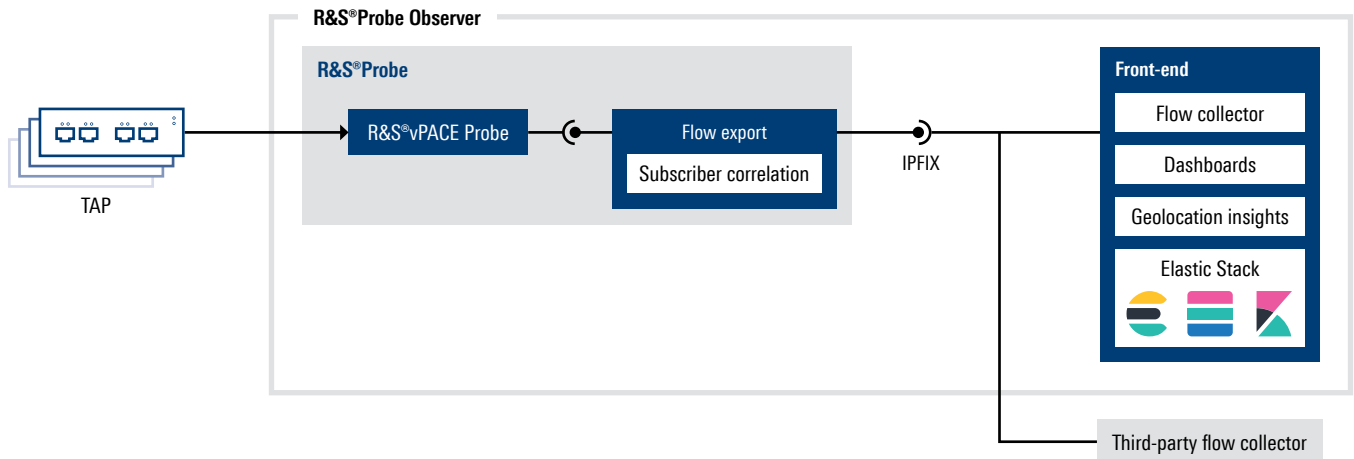 R&S®Probe Observer
R&S®Probe
Front-end
Flow collector
R&S®vPACE Probe
Flow export
Subscriber correlation
IPFIX
Dashboards
TAP
Geolocation insights
Elastic Stack
Third-party flow collector